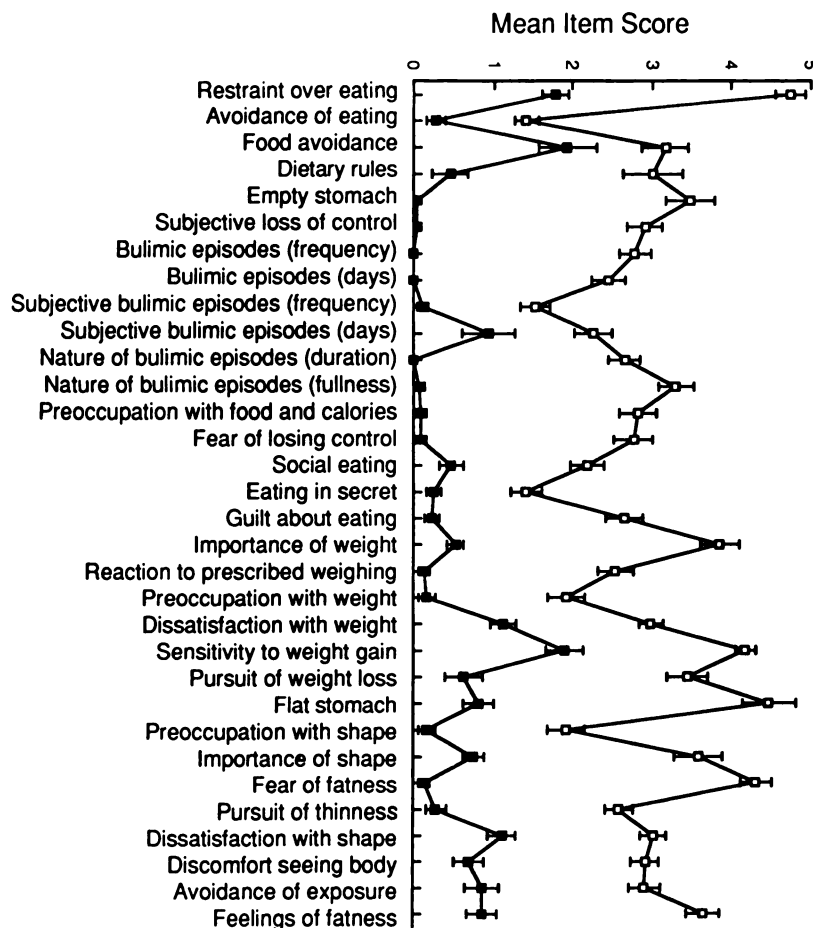 Mean Item Score
0 1 2 3 4 5
Restraint over eating
Avoidance of eating
Food avoidance
Dietary rules
Empty stomach
Subjective loss of control
Bulimic episodes (frequency)
Bulimic episodes (days)
Subjective bulimic episodes (frequency)
Subjective bulimic episodes (days)
Nature of bulimic episodes (duration)
Nature of bulimic episodes (fullness)
Preoccupation with food and calories
Fear of losing control
Social eating
Eating in secret
Guilt about eating
Importance of weight
Reaction to prescribed weighing
Preoccupation with weight
Dissatisfaction with weight
Sensitivity to weight gain
Pursuit of weight loss
Flat stomach
Preoccupation with shape
Importance of shape
Fear of fatness
Pursuit of thinness
Dissatisfaction with shape
Discomfort seeing body
Avoidance of exposure
Feelings of fatness